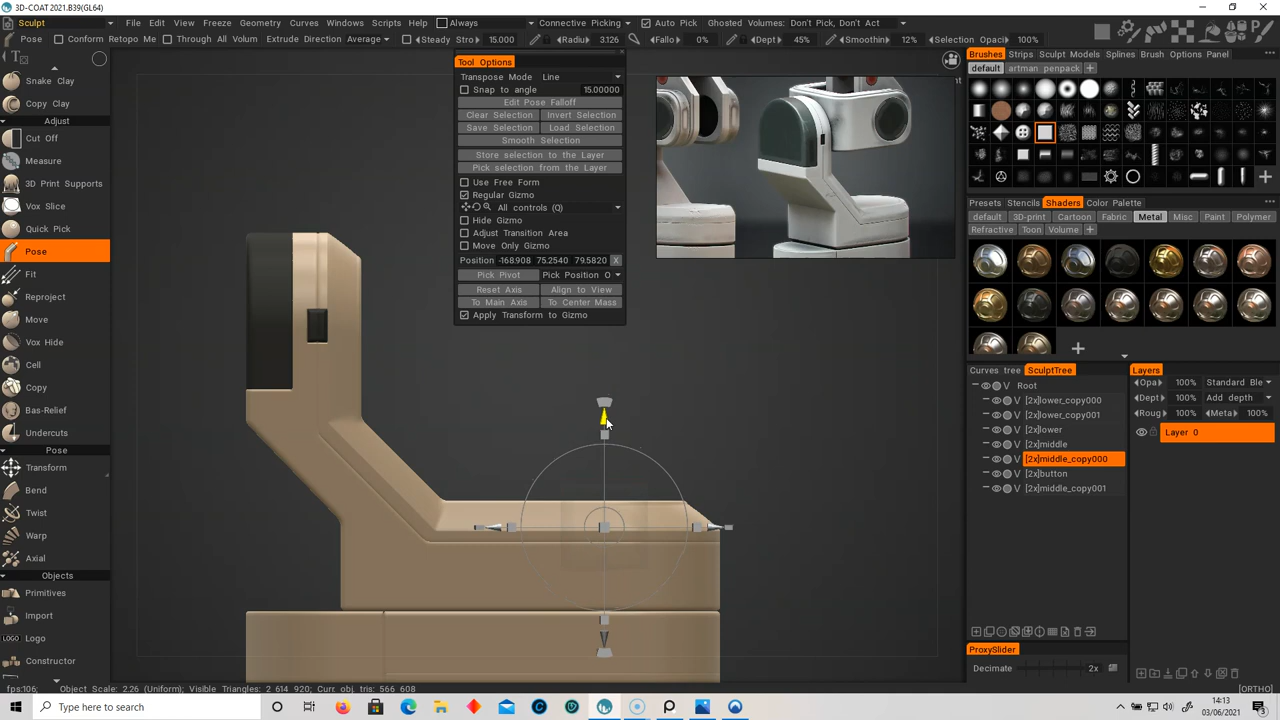 3D-COAT 2021.B39(GL64)
Sculpt File Edit View Freeze Geometry Curves Windows Scripts Help Always Connective Picking Auto Pick Ghosted Volumes: Don't Pick, Don't Act
Pose Conform Retopo Me Through All Volum Extrude Direction Average Steady Stro 15.000 Radiu 3.126 Fallo 0% Depth 45% Smoothin 12% Selection Opaci 100%
Snake Clay
Copy Clay
Adjust
Cut Off
Measure
3D Print Supports
Vox Slice
Quick Pick
Pose
Fit
Reproject
Move
Vox Hide
Cell
Copy
Bas-Relief
Undercuts
Pose
Transform
Bend
Twist
Warp
Axial
Objects
Primitives
Import
LOGO Logo
Constructor
Tool Options
Transpose Mode Line
Snap to angle 15.00000
Edit Pose Falloff
Clear Selection Invert Selection
Save Selection Load Selection
Smooth Selection
Store selection to the Layer
Pick selection from the Layer
Use Free Form
Regular Gizmo
All controls (Q)
Hide Gizmo
Adjust Transition Area
Move Only Gizmo
Position -168.908 75.2540 79.5820 X
Pick Pivot Pick Position O
Reset Axis Align to View
To Main Axis To Center Mass
Apply Transform to Gizmo
Brushes Strips Sculpt Models Splines Brush Options Panel
default artman penpack
Presets Stencils Shaders Color Palette
default 3D-print Cartoon Fabric Metal Misc Paint Polymer
Refractive Toon Volume
Curves tree SculptTree
V Root
V [2x]lower_copy000
V [2x]lower_copy001
V [2x]lower
V [2x]middle
V [2x]middle_copy000
V [2x]button
V [2x]middle_copy001
Layers
Opa 100% Standard Ble
Dept 100% Add depth
Roug 100% Meta 100%
Layer 0
ProxySlider
Decimate 2x
fps:106; Object Scale: 2.26 (Uniform); Visible Triangles: 2 614 920; Curr. obj. tris: 566 608
[ORTHO]
Type here to search
14:13
03/06/2021